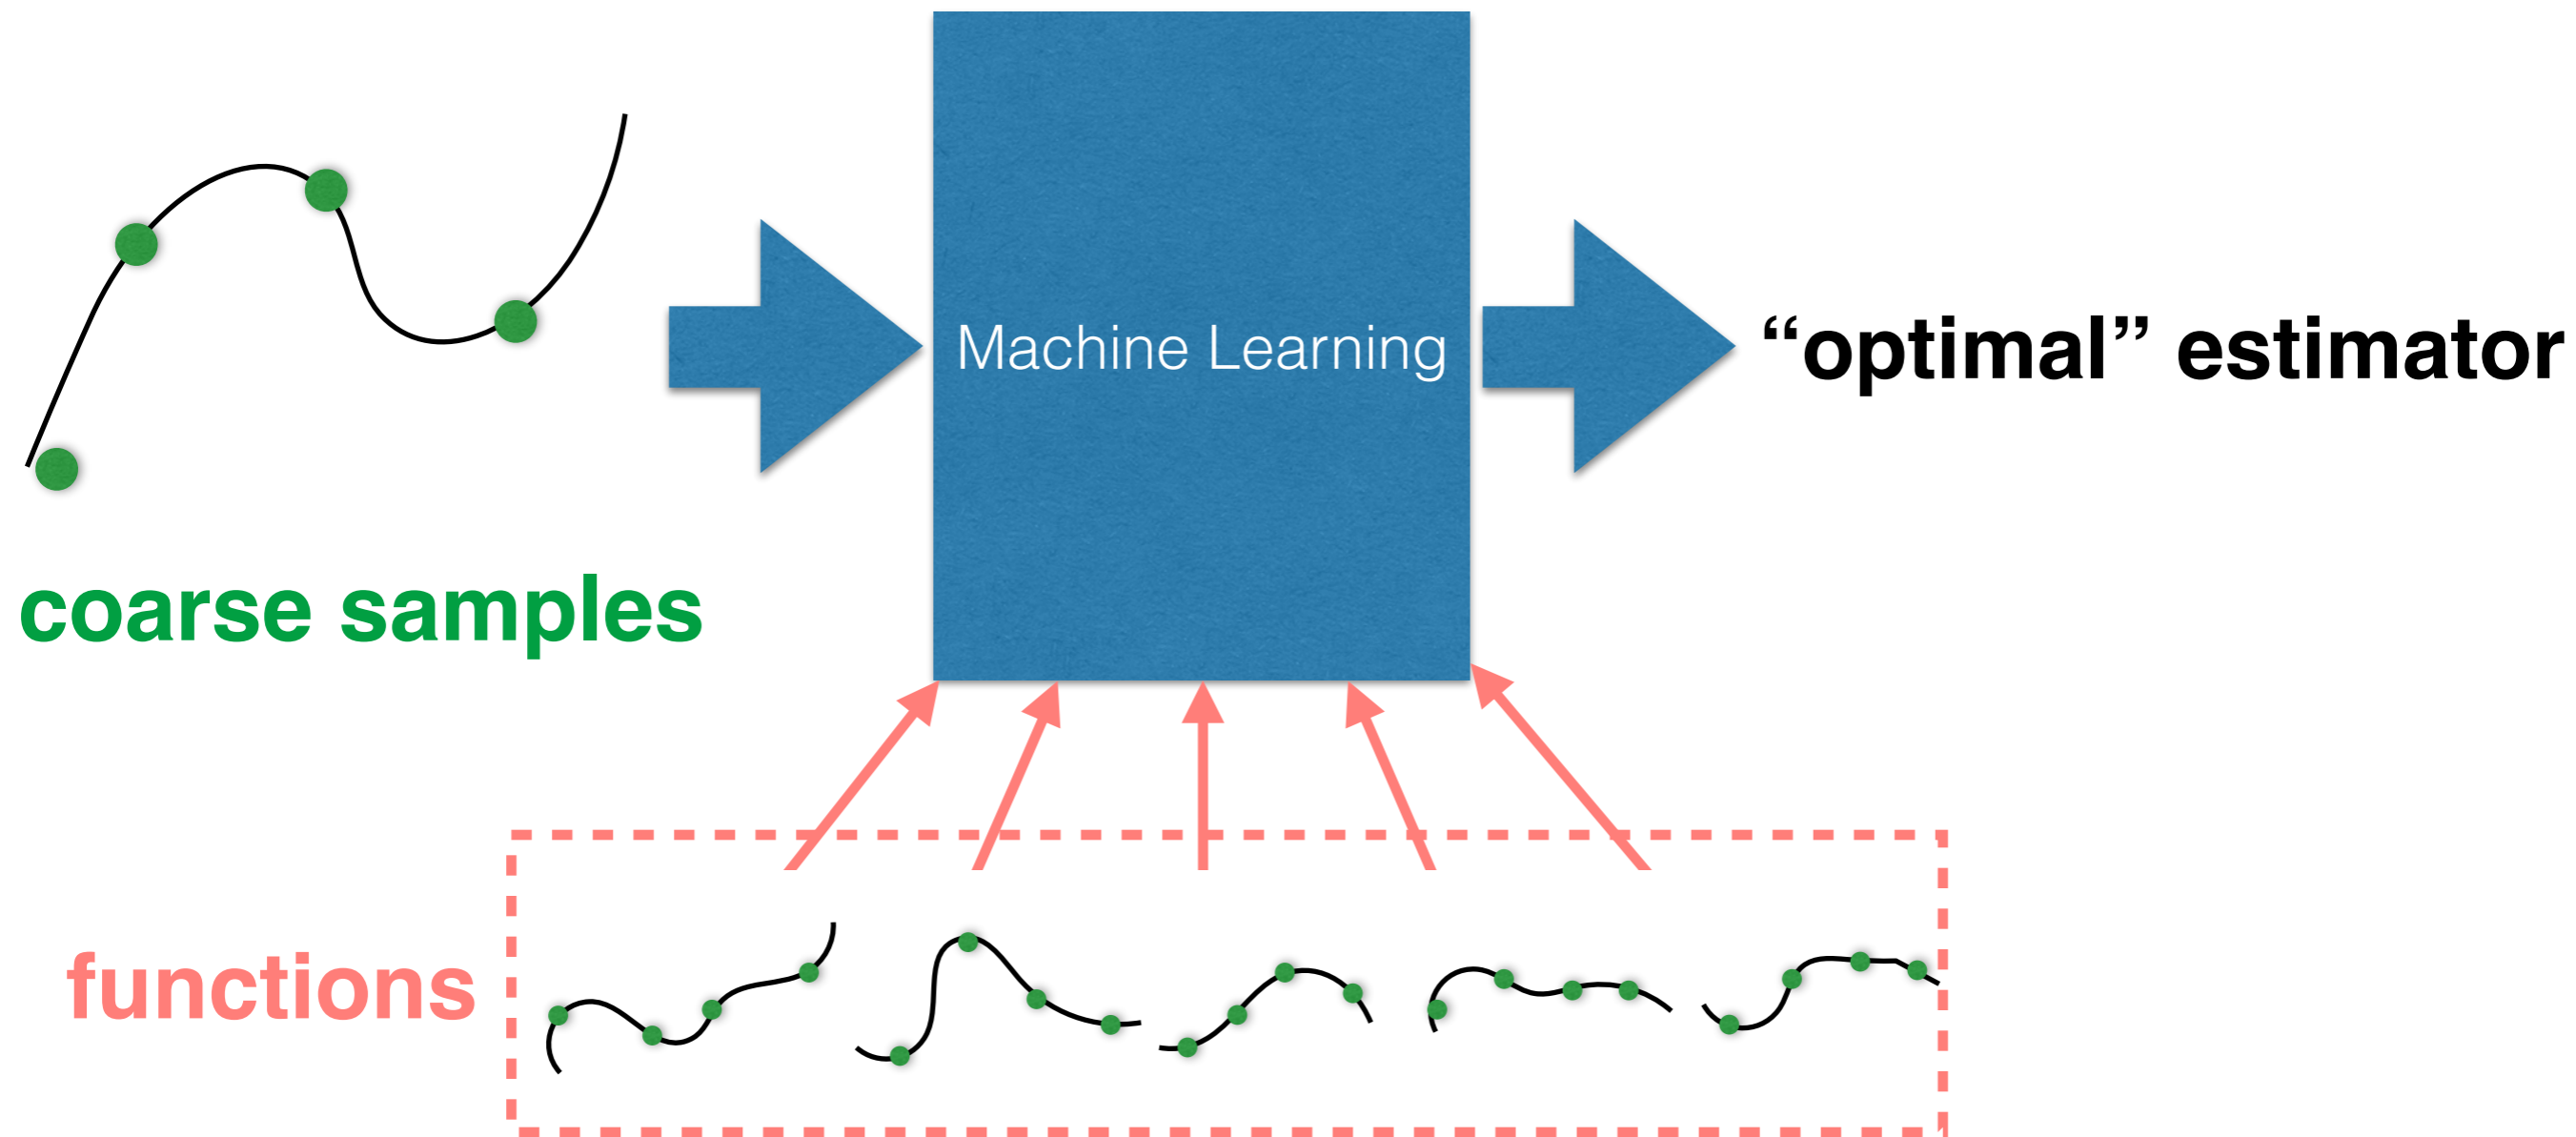 Machine Learning
“optimal” estimator
coarse samples
functions